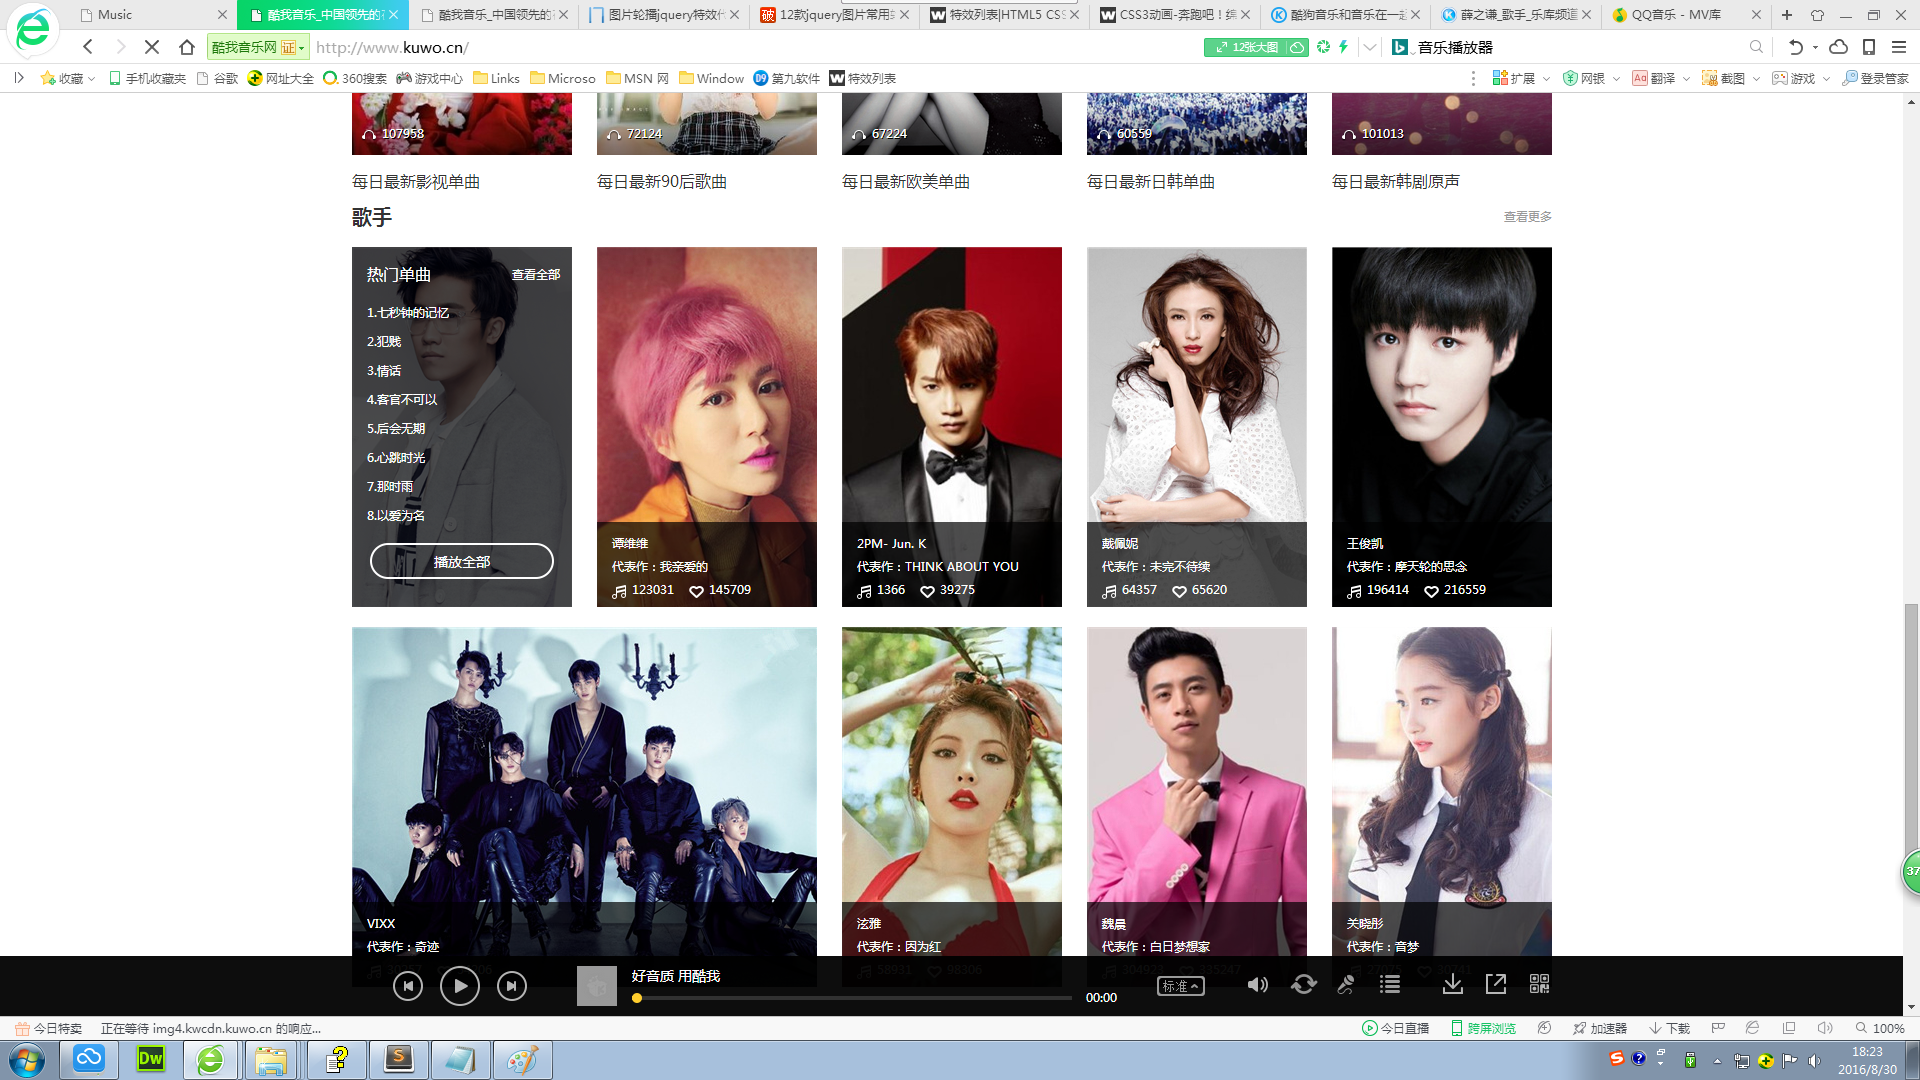 Music
酷我音乐_中国领先的在
酷我音乐_中国领先的在
图片轮播jquery特效代
12款jquery图片常用特
特效列表|HTML5 CSS
CSS3动画-奔跑吧！绵
酷狗音乐和音乐在一起
薛之谦_歌手_乐库频道
QQ音乐 - MV库
酷我音乐网 证
http://www.kuwo.cn/
12张大图
音乐播放器
收藏
手机收藏夹
谷歌
网址大全
360搜索
游戏中心
Links
Microso
MSN 网
Window
第九软件
特效列表
扩展
网银
翻译
截图
游戏
登录管家
107958
72124
67224
60559
101013
每日最新影视单曲
每日最新90后歌曲
每日最新欧美单曲
每日最新日韩单曲
每日最新韩剧原声
歌手
查看更多
热门单曲
查看全部
1.七秒钟的记忆
2.犯贱
3.情话
4.客官不可以
5.后会无期
6.心跳时光
7.那时雨
8.以爱为名
播放全部
谭维维
代表作：我亲爱的
123031 145709
2PM- Jun. K
代表作：THINK ABOUT YOU
1366 39275
戴佩妮
代表作：未完不待续
64357 65620
王俊凯
代表作：摩天轮的思念
196414 216559
VIXX
代表作：奇迹
泫雅
代表作：因为红
58931 98306
魏晨
代表作：白日梦想家
关晓彤
代表作：音梦
好音质 用酷我
00:00
标准
37
今日特卖
正在等待 img4.kwcdn.kuwo.cn 的响应...
今日直播
跨屏浏览
加速器
下载
100%
Dw
18:23
2016/8/30